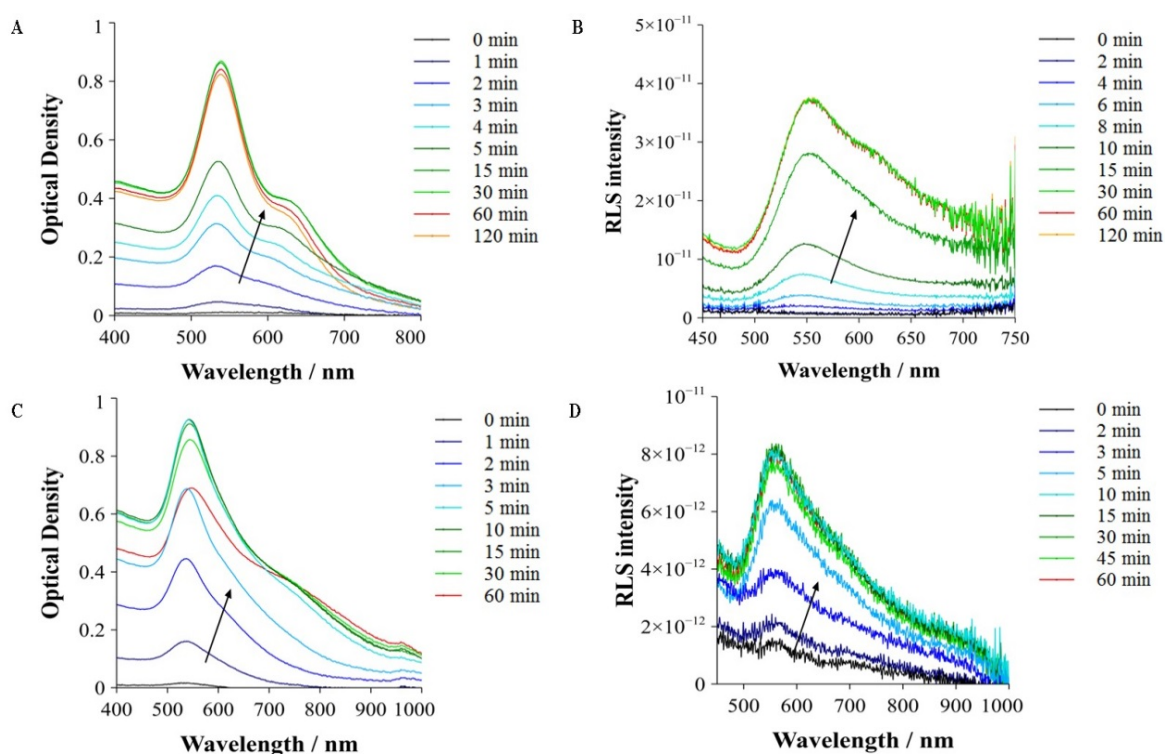 A
Optical Density
1
0.8
0.6
0.4
0.2
0
400
500
600
700
800
Wavelength / nm
0 min
1 min
2 min
3 min
4 min
5 min
15 min
30 min
60 min
120 min
B
RLS intensity
5×10⁻¹¹
4×10⁻¹¹
3×10⁻¹¹
2×10⁻¹¹
10⁻¹¹
0
450
500
550
600
650
700
750
Wavelength / nm
0 min
2 min
4 min
6 min
8 min
10 min
15 min
30 min
60 min
120 min
C
Optical Density
1
0.8
0.6
0.4
0.2
0
400
500
600
700
800
900
1000
Wavelength / nm
0 min
1 min
2 min
3 min
5 min
10 min
15 min
30 min
60 min
D
RLS intensity
10⁻¹¹
8×10⁻¹²
6×10⁻¹²
4×10⁻¹²
2×10⁻¹²
0
500
600
700
800
900
1000
Wavelength / nm
0 min
2 min
3 min
5 min
10 min
15 min
30 min
45 min
60 min